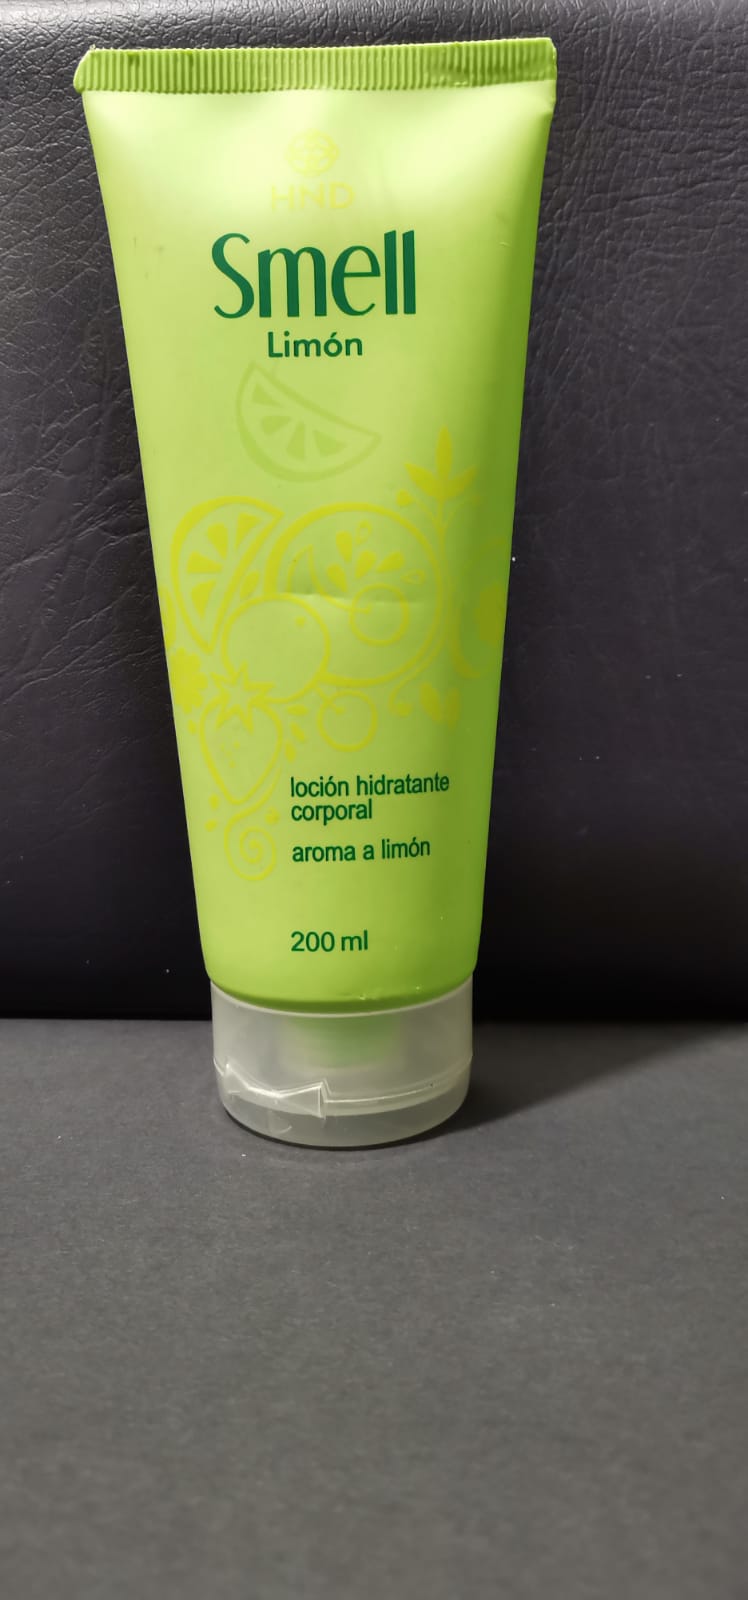 HND
Smell
Limón
loción hidratante
corporal
aroma a limón
200 ml